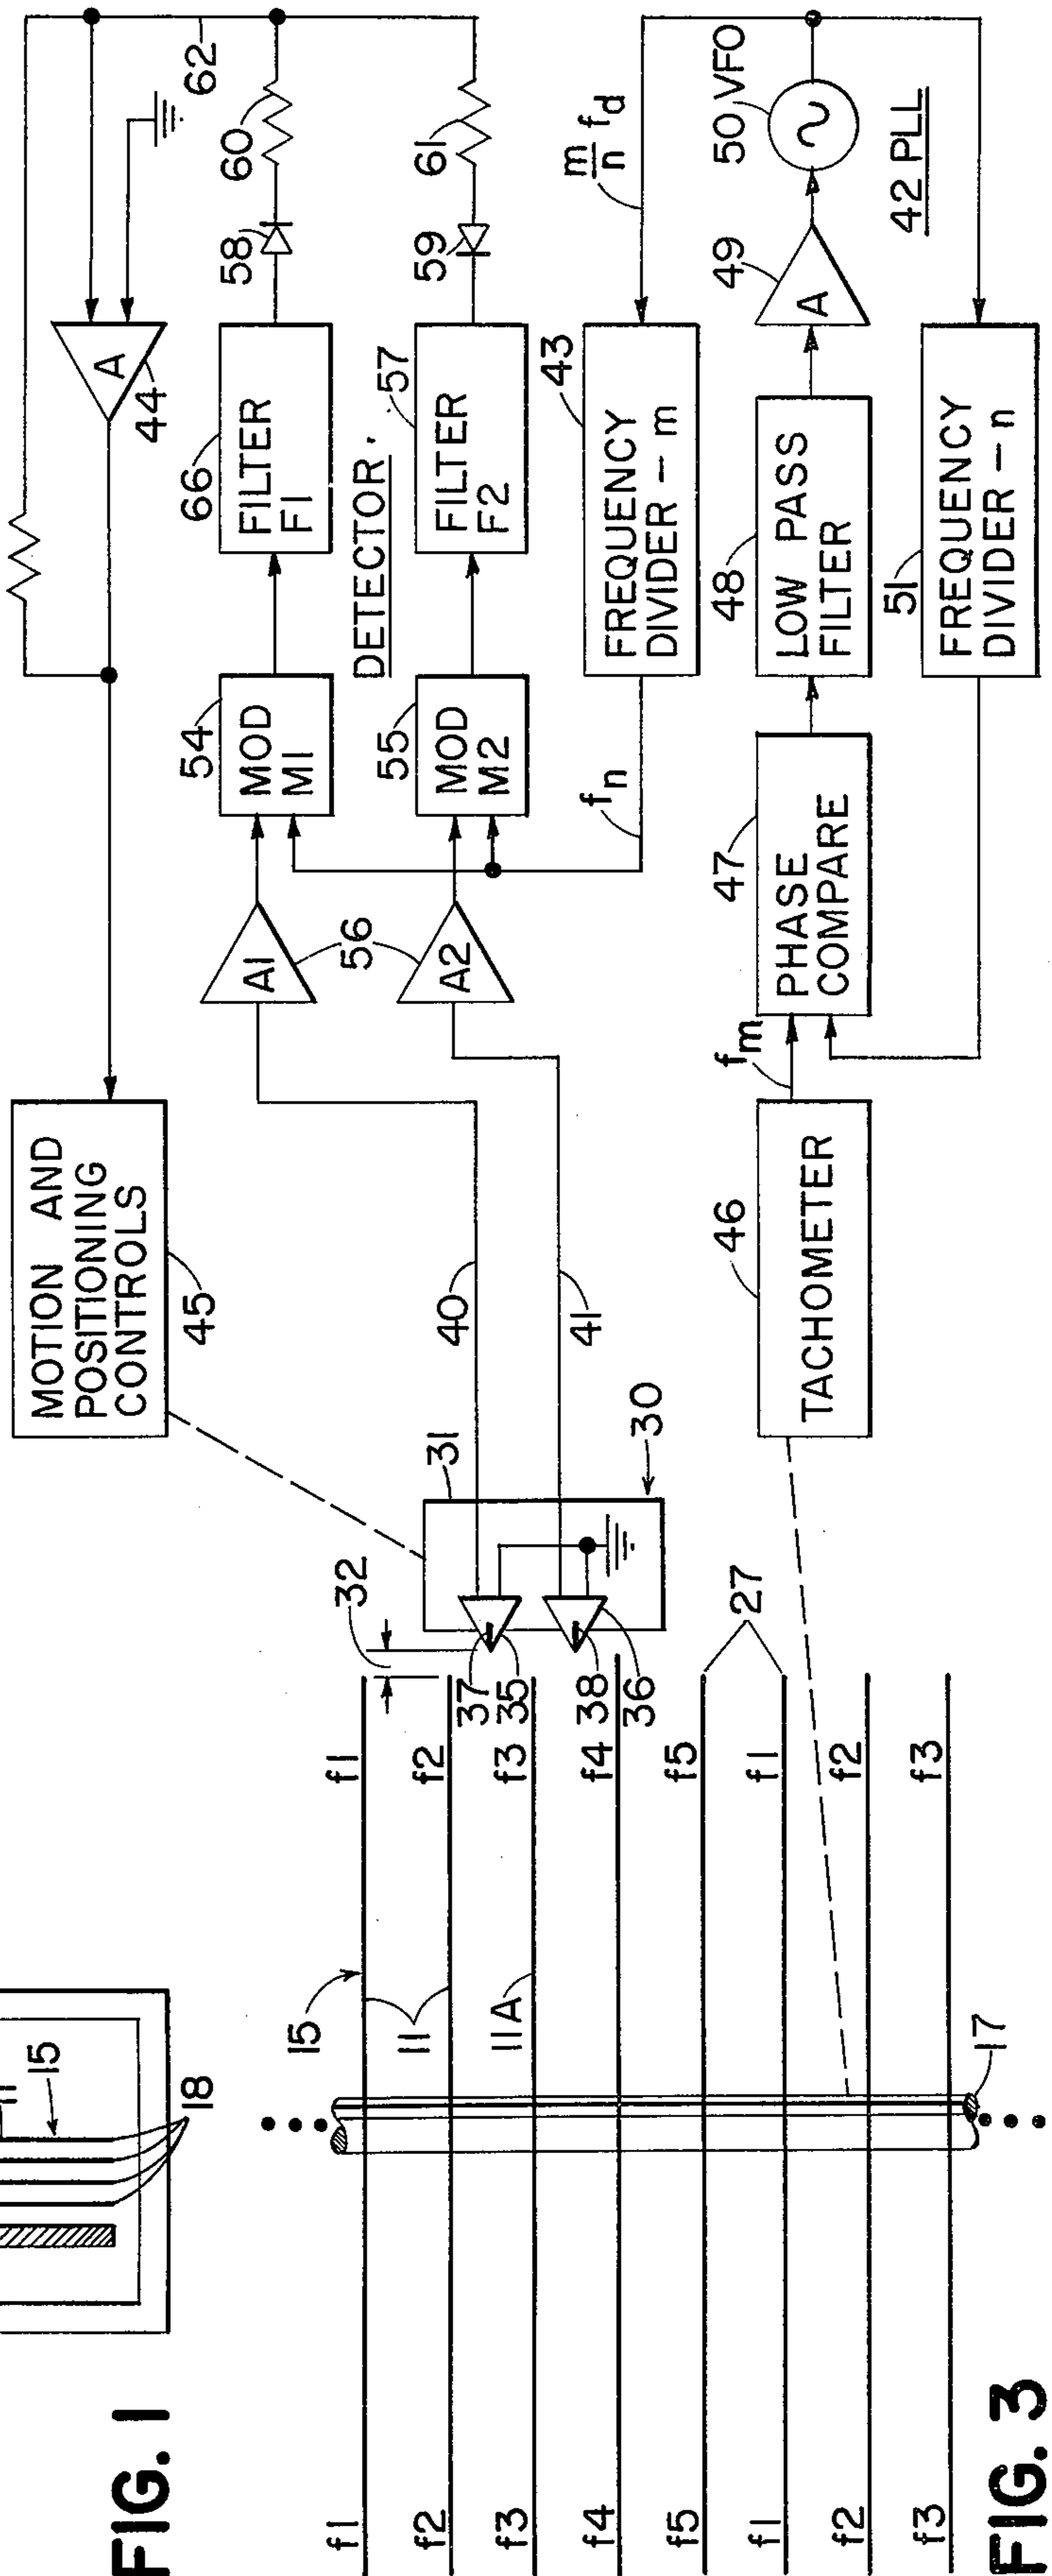 FIG. 1
11
15
18
FIG. 3
f1
f2
f3
f4
f5
f1
f2
f3
15
11
11A
17
f1
f2
f3
f4
f5
f1
f2
f3
27
32
37
35
38
36
31
30
40
41
MOTION AND
POSITIONING
CONTROLS
45
A
44
62
A1
A2
56
54
MOD
M1
55
MOD
M2
DETECTOR.
66
FILTER
F1
57
FILTER
F2
58
60
59
61
fn
43
FREQUENCY
DIVIDER – m
m/n fd
46
TACHOMETER
fm
47
PHASE
COMPARE
48
LOW PASS
FILTER
49
A
50 VFO
42 PLL
51
FREQUENCY
DIVIDER – n